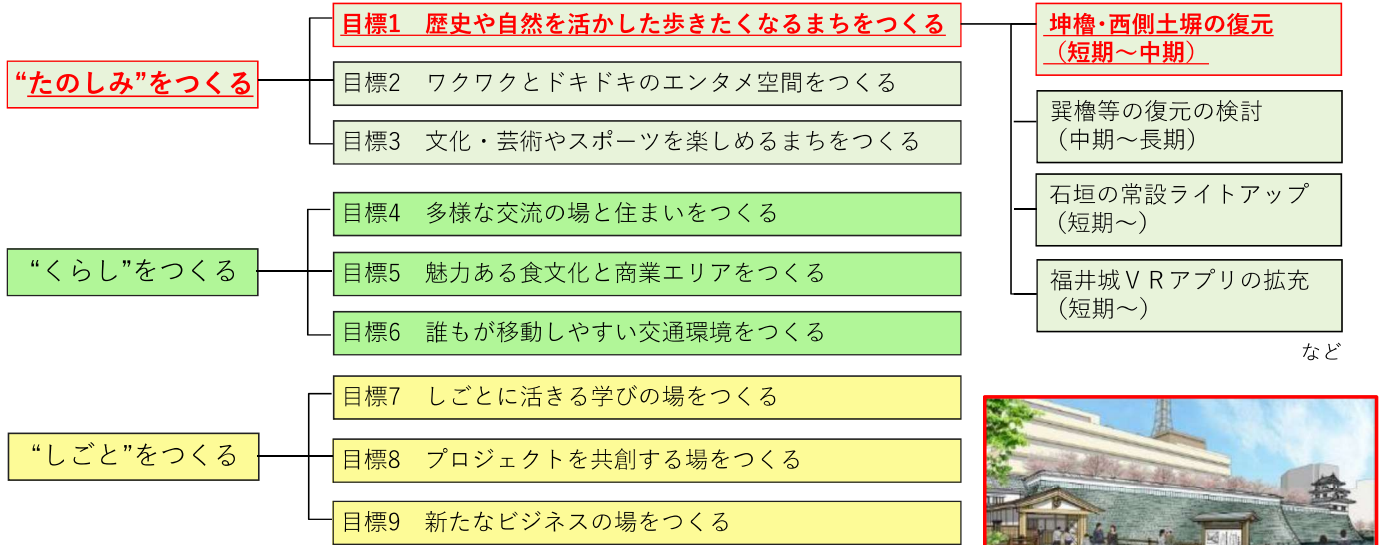 “たのしみ”をつくる
目標1　歴史や自然を活かした歩きたくなるまちをつくる
目標2　ワクワクとドキドキのエンタメ空間をつくる
目標3　文化・芸術やスポーツを楽しめるまちをつくる
坤櫓･西側土塀の復元
（短期～中期）
巽櫓等の復元の検討
（中期～長期）
石垣の常設ライトアップ
（短期～）
福井城ＶＲアプリの拡充
（短期～）
など
“くらし”をつくる
目標4　多様な交流の場と住まいをつくる
目標5　魅力ある食文化と商業エリアをつくる
目標6　誰もが移動しやすい交通環境をつくる
“しごと”をつくる
目標7　しごとに活きる学びの場をつくる
目標8　プロジェクトを共創する場をつくる
目標9　新たなビジネスの場をつくる